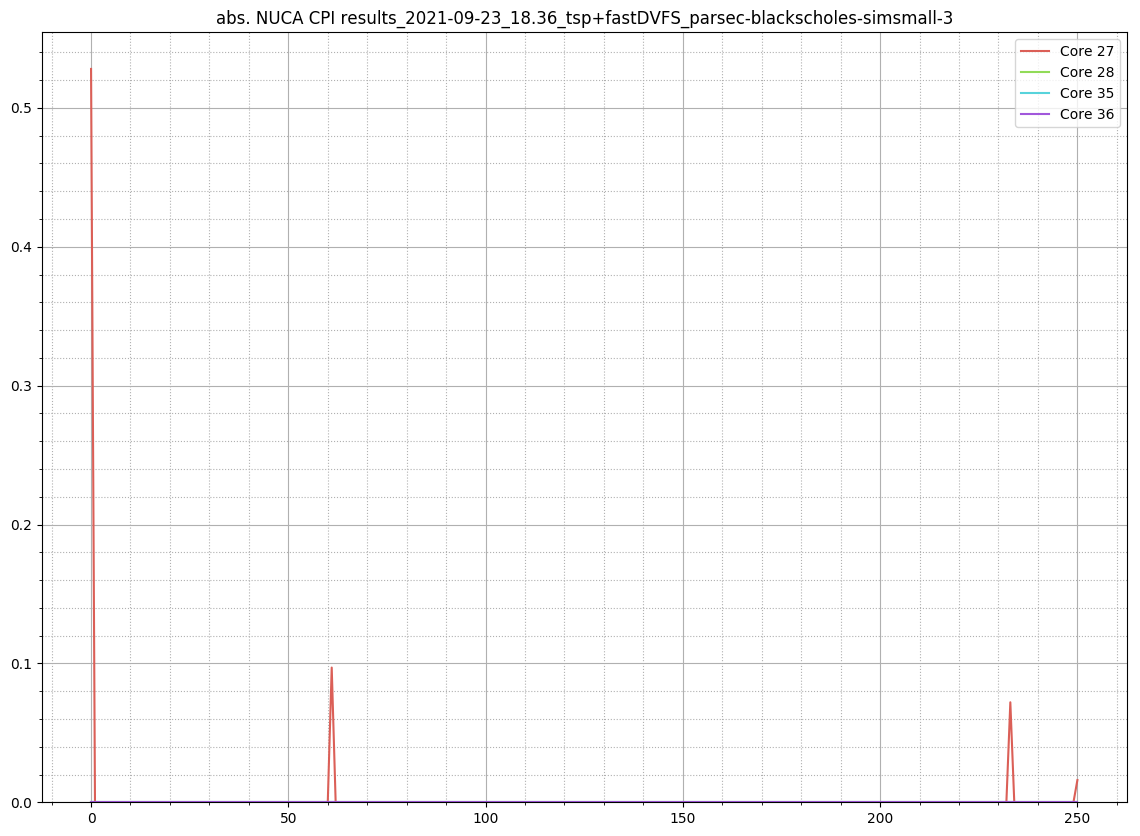 abs. NUCA CPI results_2021-09-23_18.36_tsp+fastDVFS_parsec-blackscholes-simsmall-3
Core 27
Core 28
Core 35
Core 36
0.5
0.4
0.3
0.2
0.1
0.0
0 50 100 150 200 250